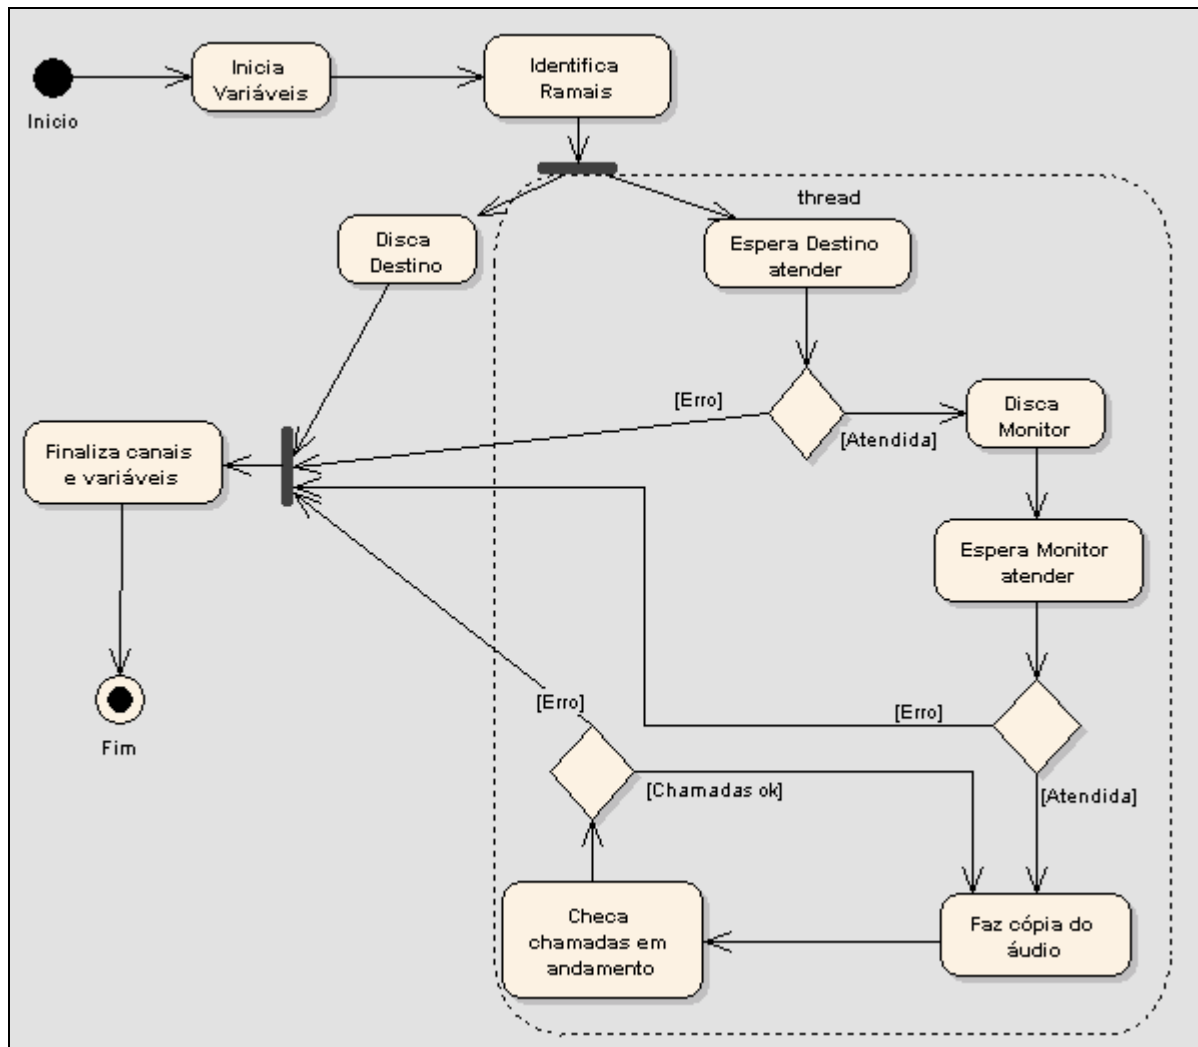 Inicio
Inicia
Variáveis
Identifica
Ramais
thread
Disca
Destino
Espera Destino
atender
[Erro]
[Atendida]
Disca
Monitor
Finaliza canais
e variáveis
Espera Monitor
atender
[Erro]
[Erro]
Fim
[Chamadas ok]
[Atendida]
Checa
chamadas em
andamento
Faz cópia do
áudio